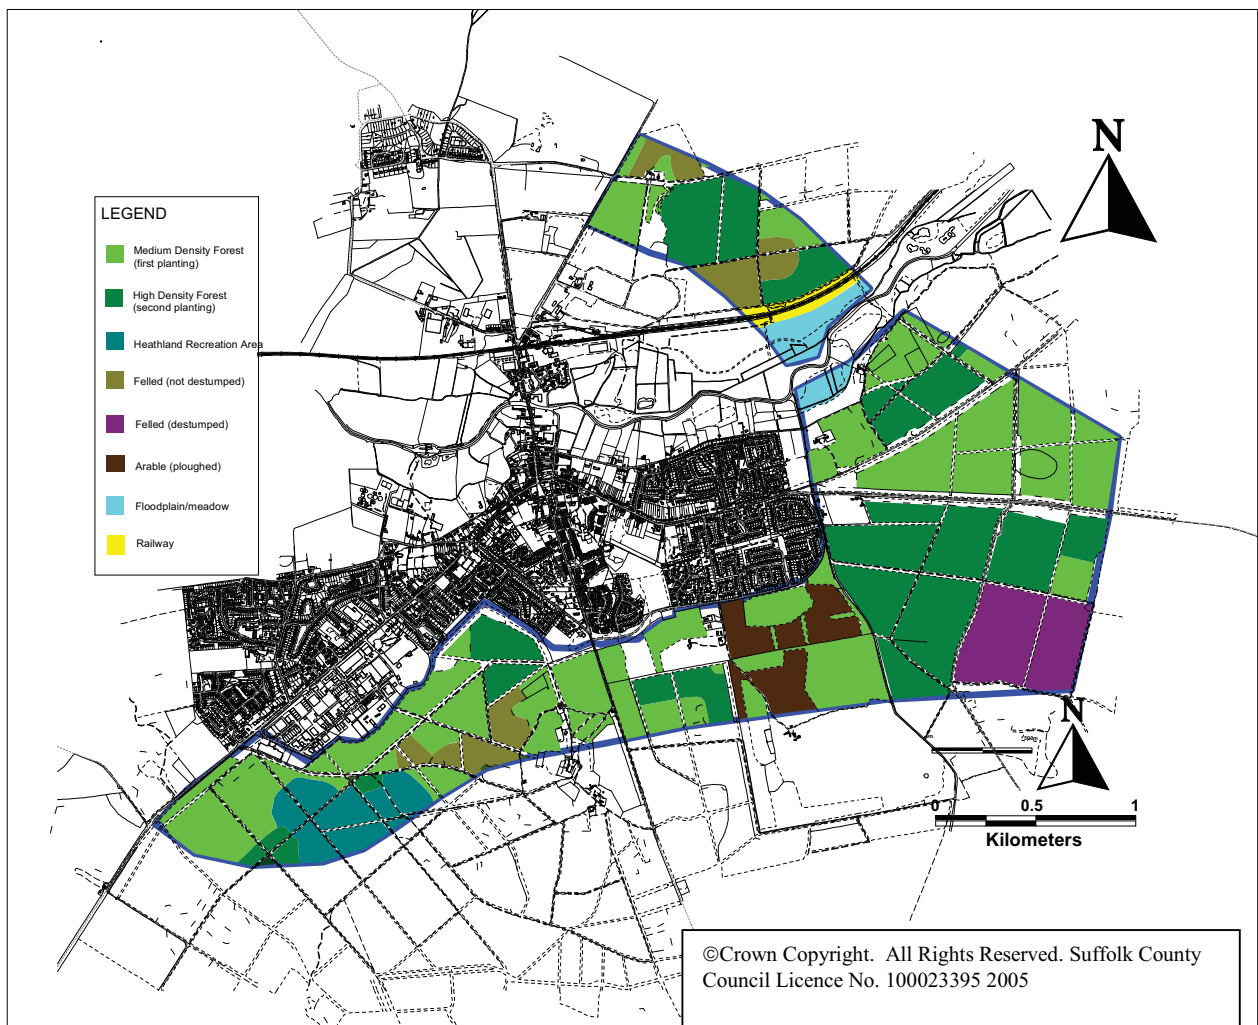 N
LEGEND
Medium Density Forest
(first planting)
High Density Forest
(second planting)
Heathland Recreation Area
Felled (not destumped)
Felled (destumped)
Arable (ploughed)
Floodplain/meadow
Railway
N
0 0.5 1
Kilometers
©Crown Copyright. All Rights Reserved. Suffolk County
Council Licence No. 100023395 2005